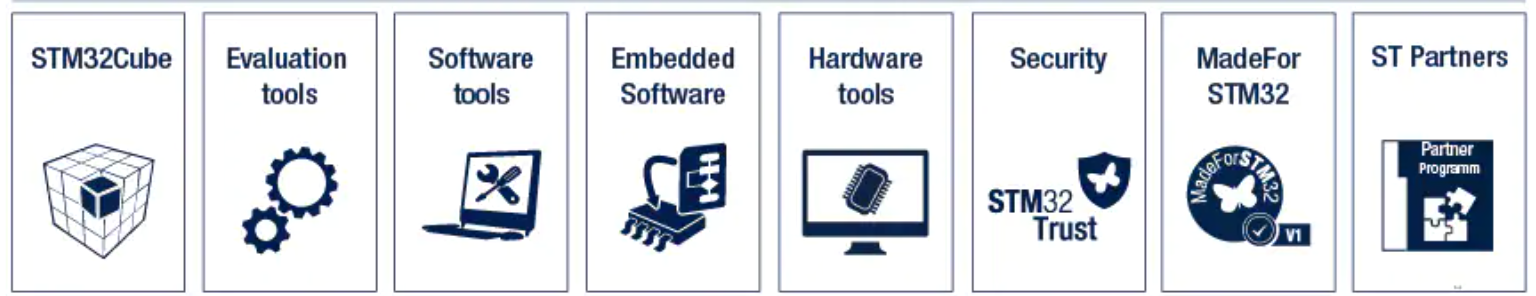 STM32Cube
Evaluation
tools
Software
tools
Embedded
Software
Hardware
tools
Security
STM32
Trust
MadeFor
STM32
MadeForSTM32
V1
ST Partners
Partner
Programm